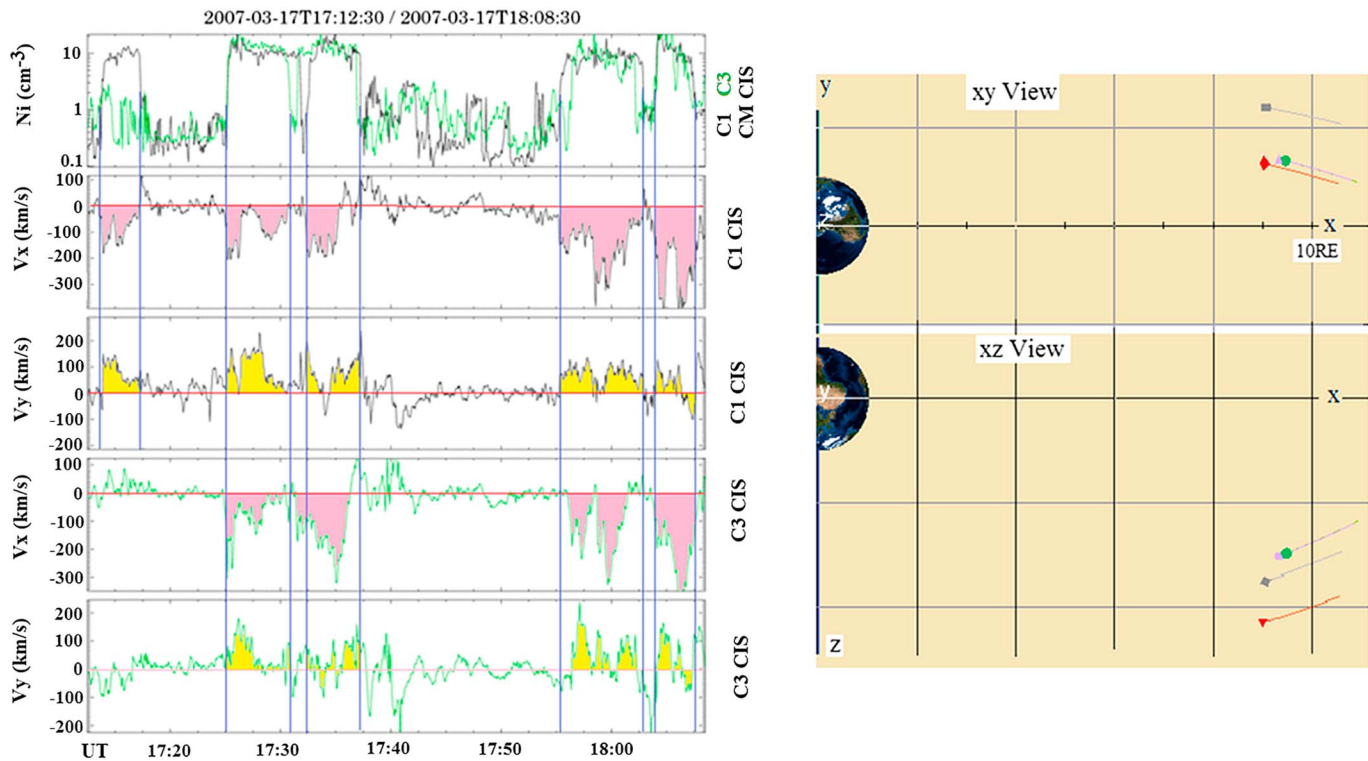 2007-03-17T17:12:30 / 2007-03-17T18:08:30
Ni (cm⁻³)
10
1
0.1
C1 C3
CM CIS
Vx (km/s)
100
0
-100
-200
-300
C1 CIS
Vy (km/s)
200
100
0
-100
-200
C1 CIS
Vx (km/s)
100
0
-100
-200
-300
C3 CIS
Vy (km/s)
200
100
0
-100
-200
C3 CIS
UT 17:20 17:30 17:40 17:50 18:00
y
xy View
z
x
10RE
xz View
y
x
z